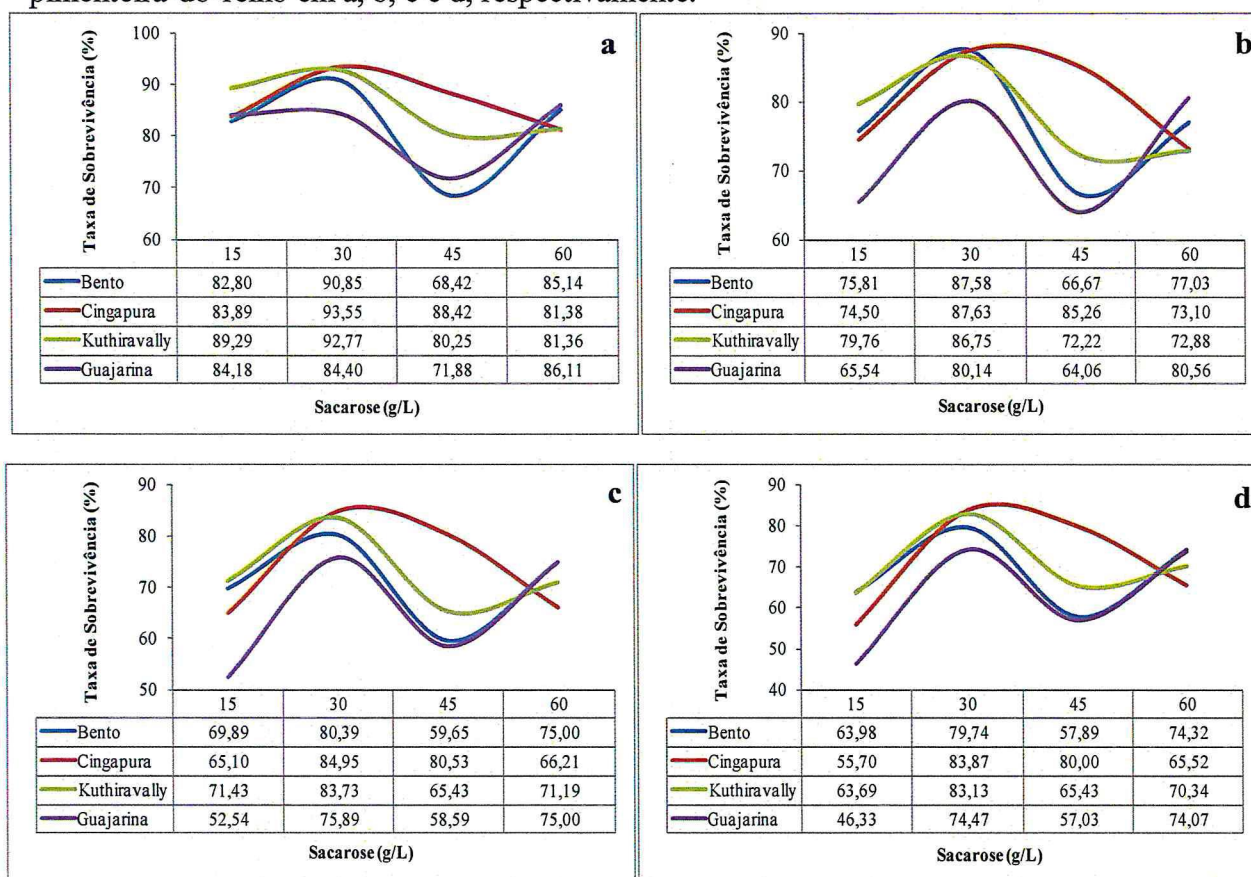 pimenteira-do-reino em a, b, c e d, respectivamente.
a
Taxa de Sobrevivência (%)
100
90
80
70
60
15 30 45 60
Bento 82,80 90,85 68,42 85,14
Cingapura 83,89 93,55 88,42 81,38
Kuthiravally 89,29 92,77 80,25 81,36
Guajarina 84,18 84,40 71,88 86,11
Sacarose (g/L)
b
Taxa de Sobrevivência (%)
90
80
70
60
15 30 45 60
Bento 75,81 87,58 66,67 77,03
Cingapura 74,50 87,63 85,26 73,10
Kuthiravally 79,76 86,75 72,22 72,88
Guajarina 65,54 80,14 64,06 80,56
Sacarose (g/L)
c
Taxa de Sobrevivência (%)
90
80
70
60
50
15 30 45 60
Bento 69,89 80,39 59,65 75,00
Cingapura 65,10 84,95 80,53 66,21
Kuthiravally 71,43 83,73 65,43 71,19
Guajarina 52,54 75,89 58,59 75,00
Sacarose (g/L)
d
Taxa de Sobrevivência (%)
90
80
70
60
50
40
15 30 45 60
Bento 63,98 79,74 57,89 74,32
Cingapura 55,70 83,87 80,00 65,52
Kuthiravally 63,69 83,13 65,43 70,34
Guajarina 46,33 74,47 57,03 74,07
Sacarose (g/L)